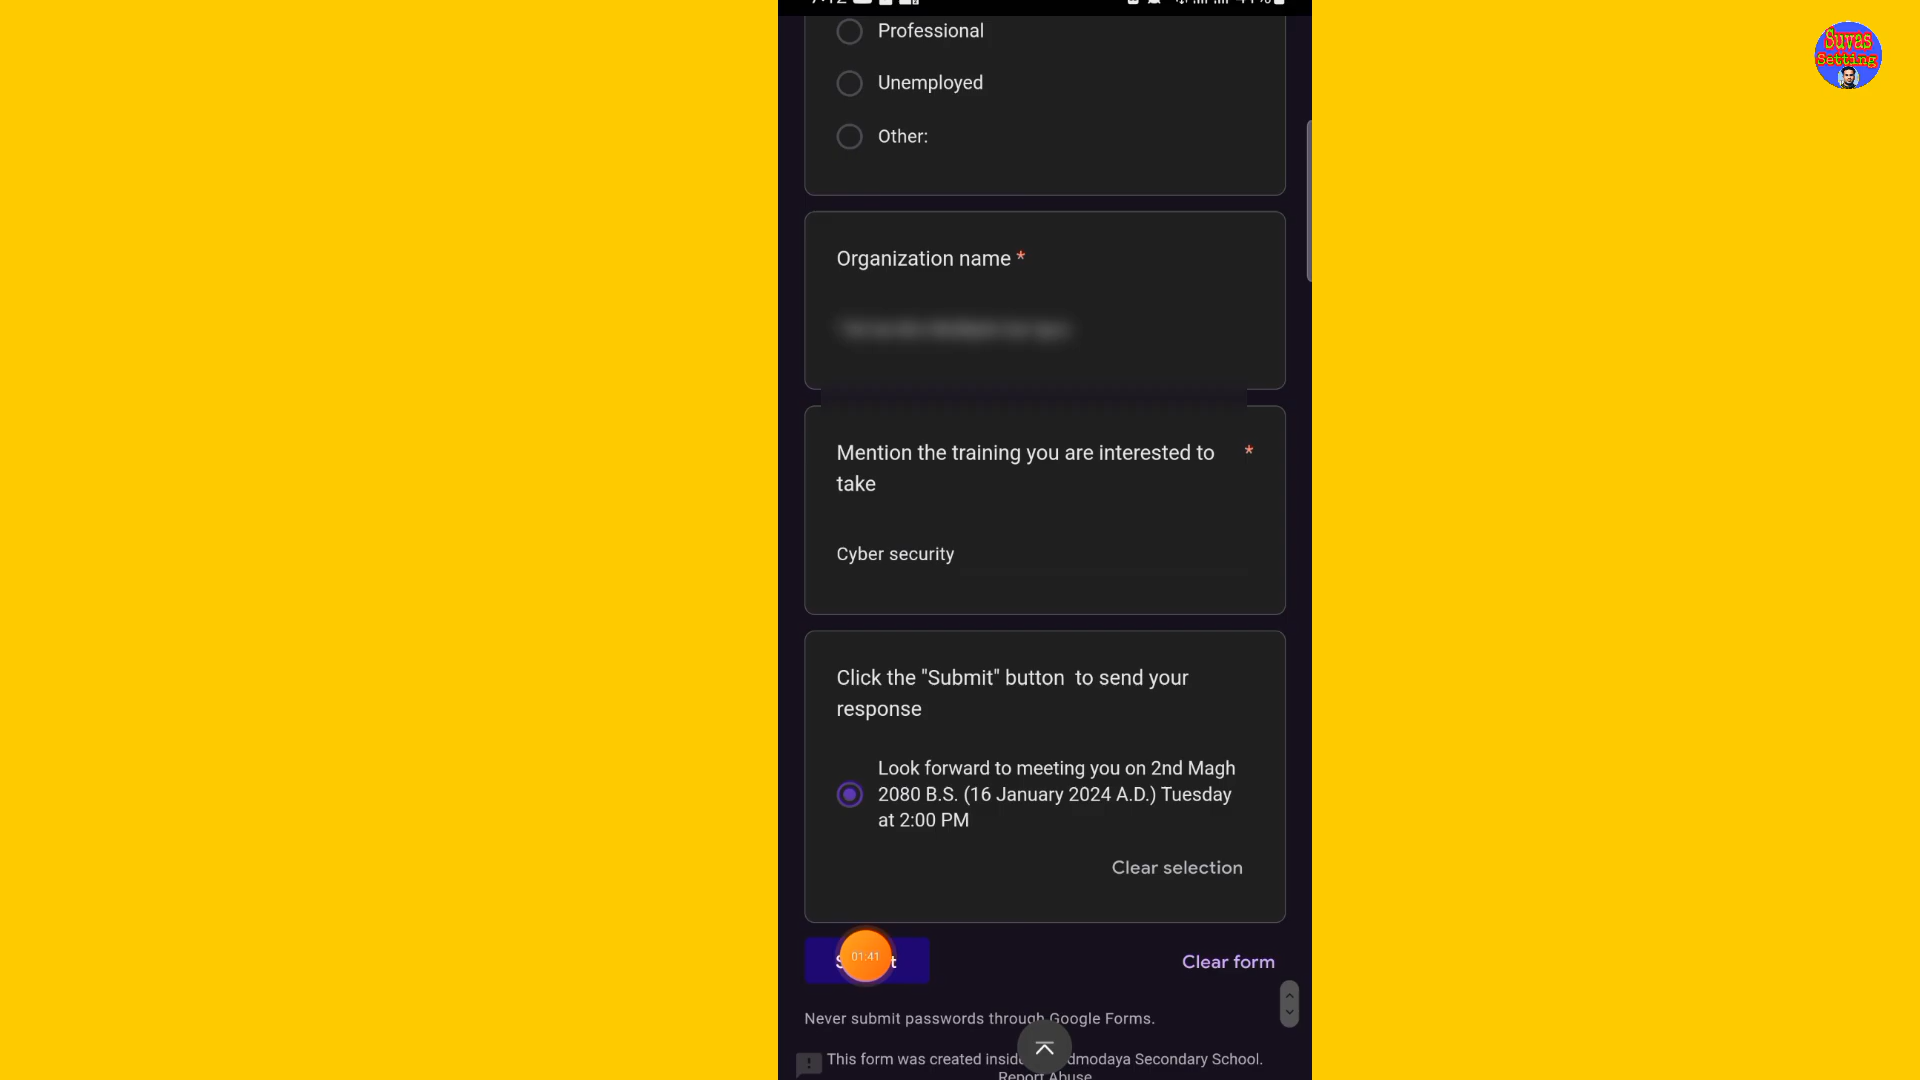 Suvas
Setting
Professional
Unemployed
Other:
Organization name *
Mention the training you are interested to *
take
Cyber security
Click the "Submit" button to send your
response
Look forward to meeting you on 2nd Magh
2080 B.S. (16 January 2024 A.D.) Tuesday
at 2:00 PM
Clear selection
01:41
Clear form
Never submit passwords through Google Forms.
This form was created inside Secondary School.
Report Abuse